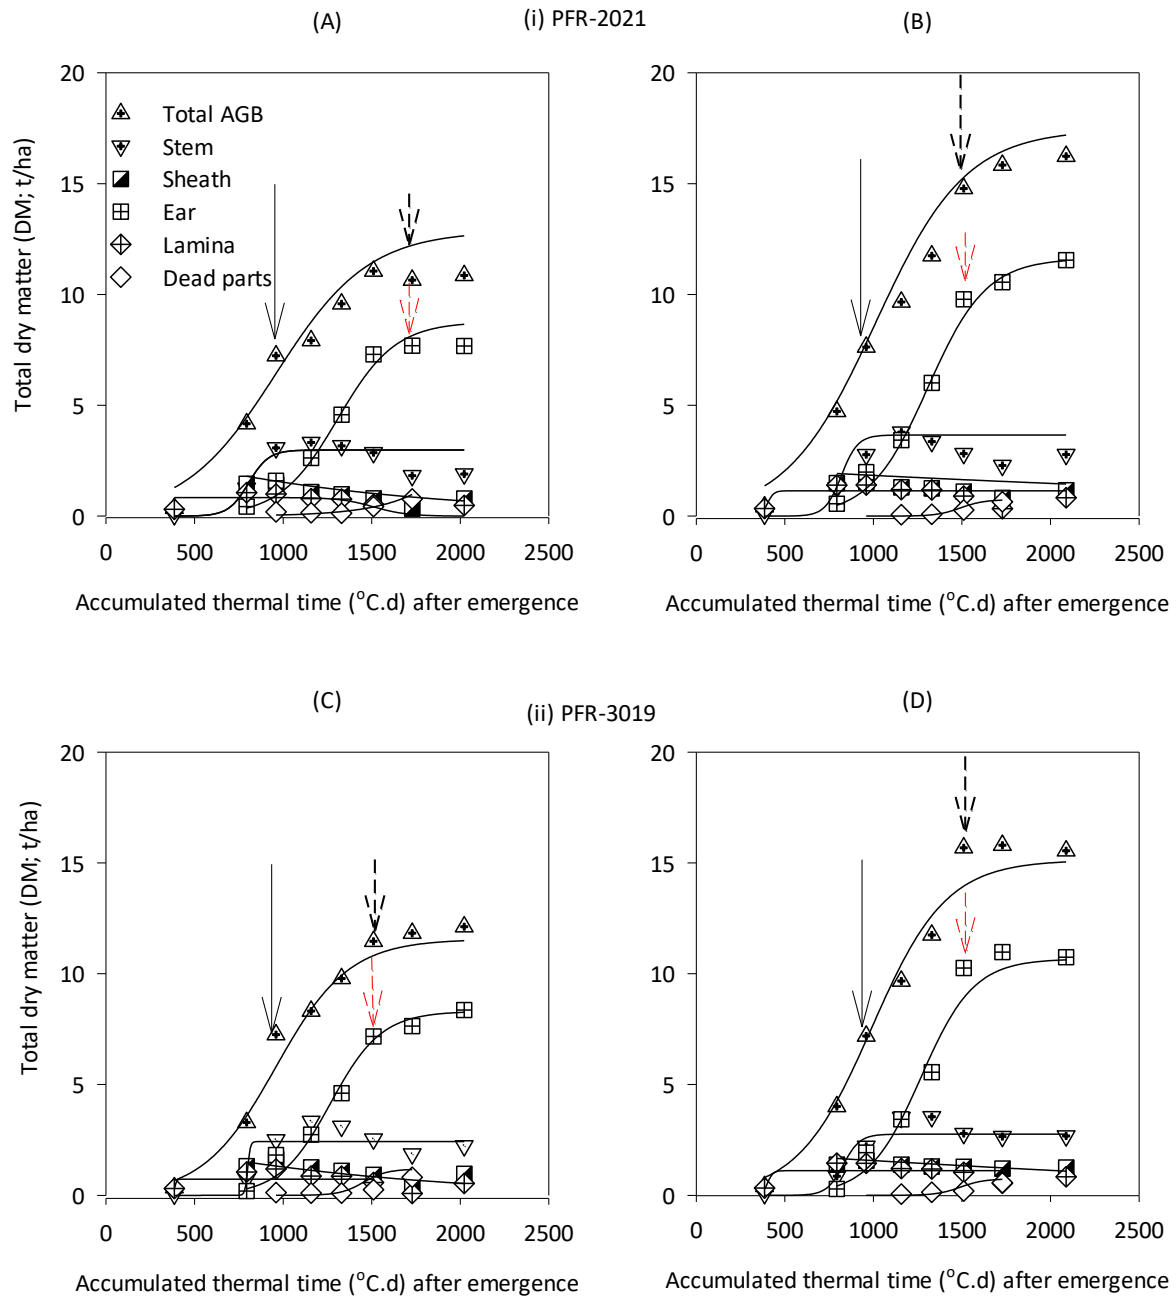 (i) PFR-2021
(A)
(B)
20
15
10
5
0
Total dry matter (DM; t/ha)
Total AGB
Stem
Sheath
Ear
Lamina
Dead parts
0 500 1000 1500 2000 2500
Accumulated thermal time (°C.d) after emergence
20
15
10
5
0
0 500 1000 1500 2000 2500
Accumulated thermal time (°C.d) after emergence
(ii) PFR-3019
(C)
(D)
20
15
10
5
0
Total dry matter (DM; t/ha)
0 500 1000 1500 2000 2500
Accumulated thermal time (°C.d) after emergence
20
15
10
5
0
0 500 1000 1500 2000 2500
Accumulated thermal time (°C.d) after emergence